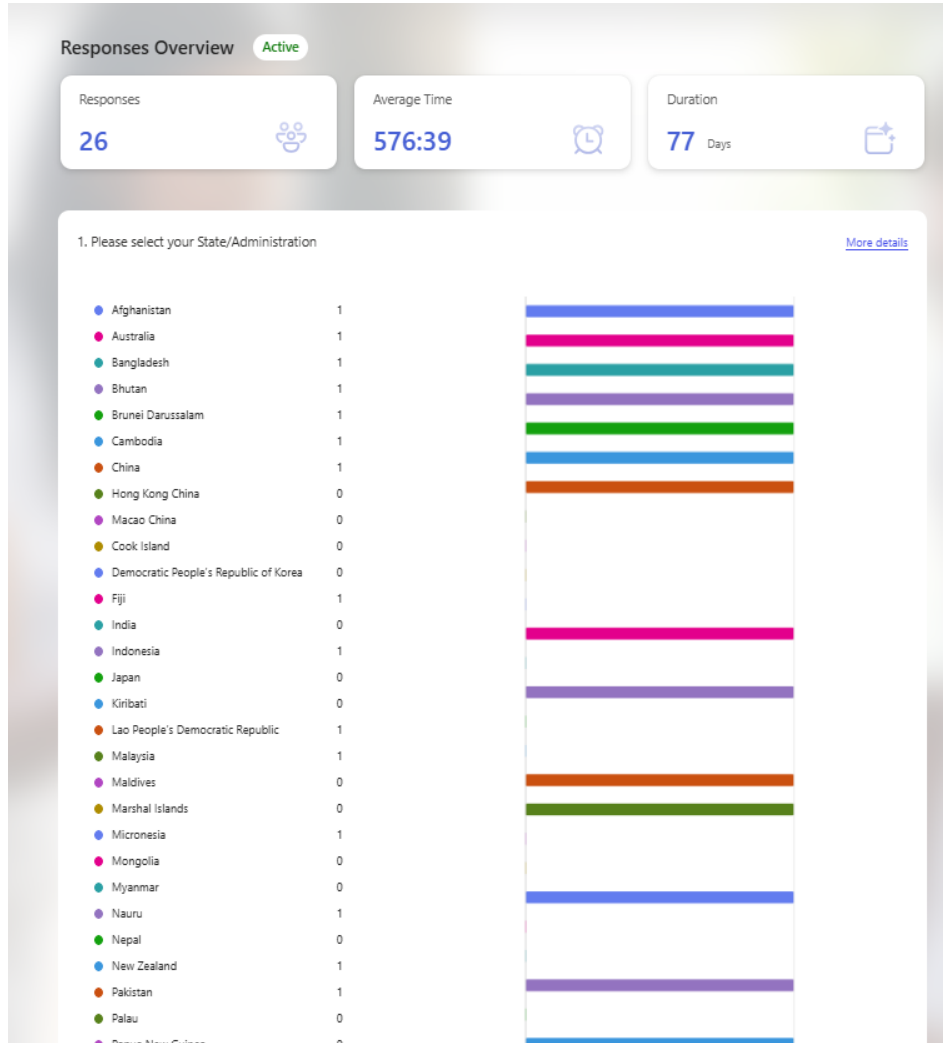 Responses Overview Active
Responses
26
Average Time
576:39
Duration
77 Days
1. Please select your State/Administration
More details
Afghanistan 1
Australia 1
Bangladesh 1
Bhutan 1
Brunei Darussalam 1
Cambodia 1
China 1
Hong Kong China 0
Macao China 0
Cook Island 0
Democratic People's Republic of Korea 0
Fiji 1
India 0
Indonesia 1
Japan 0
Kiribati 0
Lao People's Democratic Republic 1
Malaysia 1
Maldives 0
Marshal Islands 0
Micronesia 1
Mongolia 0
Myanmar 0
Nauru 1
Nepal 0
New Zealand 1
Pakistan 1
Palau 0